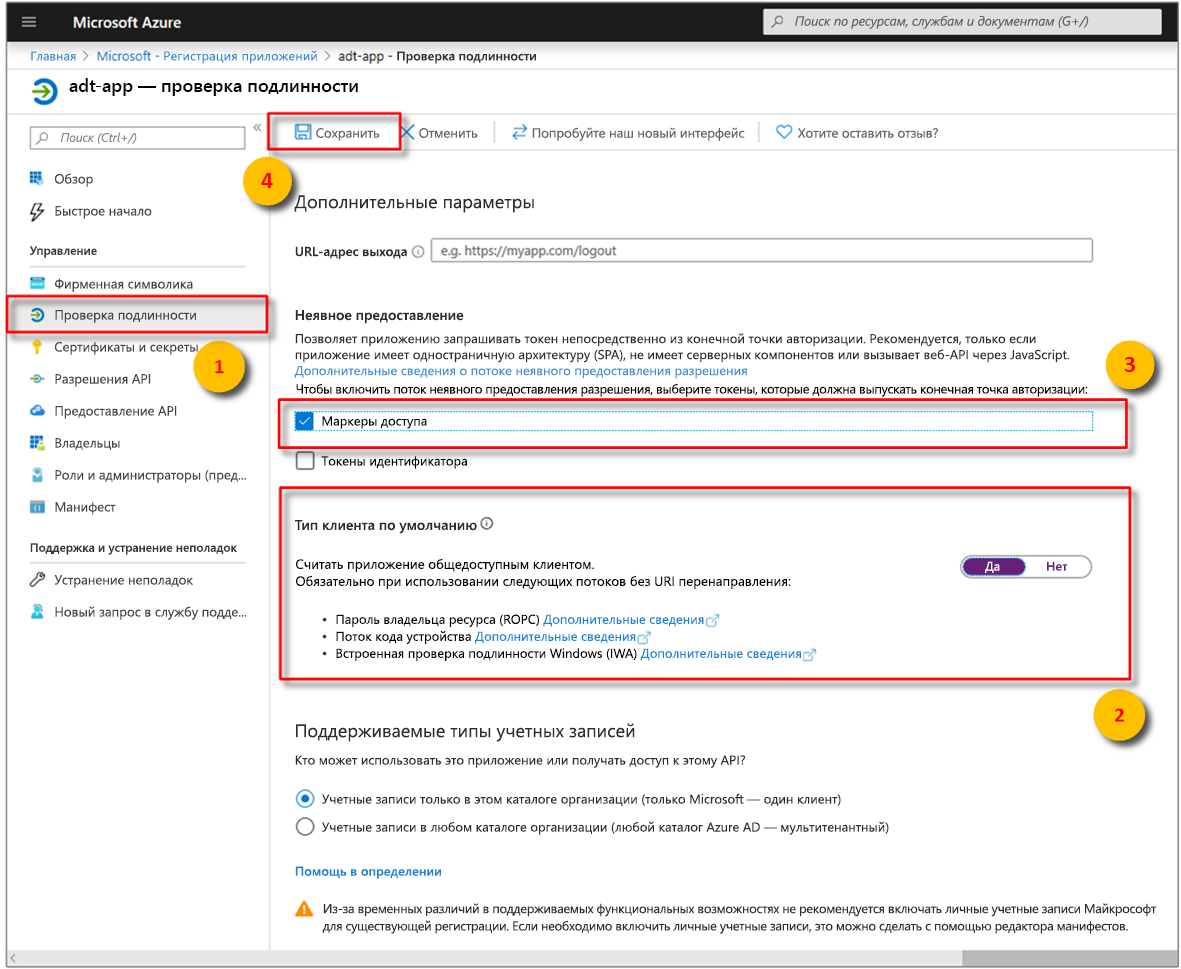 Microsoft Azure
Поиск по ресурсам, службам и документам (G+/)
Главная > Microsoft - Регистрация приложений > adt-app - Проверка подлинности
adt-app — проверка подлинности
Поиск (Ctrl+/)
«
Обзор
Быстрое начало
Управление
Фирменная символика
Проверка подлинности
1
Сертификаты и секреты
Разрешения API
Предоставление API
Владельцы
Роли и администраторы (пред...
Манифест
Поддержка и устранение неполадок
Устранение неполадок
Новый запрос в службу подде...
Сохранить
Отменить
Попробуйте наш новый интерфейс
Хотите оставить отзыв?
4
Дополнительные параметры
URL-адрес выхода
e.g. https://myapp.com/logout
Неявное предоставление
Позволяет приложению запрашивать токен непосредственно из конечной точки авторизации. Рекомендуется, только если
приложение имеет одностраничную архитектуру (SPA), не имеет серверных компонентов или вызывает веб-API через JavaScript.
Дополнительные сведения о потоке неявного предоставления разрешения
Чтобы включить поток неявного предоставления разрешения, выберите токены, которые должна выпускать конечная точка авторизации:
3
Маркеры доступа
Токены идентификатора
Тип клиента по умолчанию
Считать приложение общедоступным клиентом.
Обязательно при использовании следующих потоков без URI перенаправления:
Да
Нет
• Пароль владельца ресурса (ROPC) Дополнительные сведения
• Поток кода устройства Дополнительные сведения
• Встроенная проверка подлинности Windows (IWA) Дополнительные сведения
2
Поддерживаемые типы учетных записей
Кто может использовать это приложение или получать доступ к этому API?
Учетные записи только в этом каталоге организации (только Microsoft — один клиент)
Учетные записи в любом каталоге организации (любой каталог Azure AD — мультитенантный)
Помощь в определении
Из-за временных различий в поддерживаемых функциональных возможностях не рекомендуется включать личные учетные записи Майкрософт
для существующей регистрации. Если необходимо включить личные учетные записи, это можно сделать с помощью редактора манифестов.